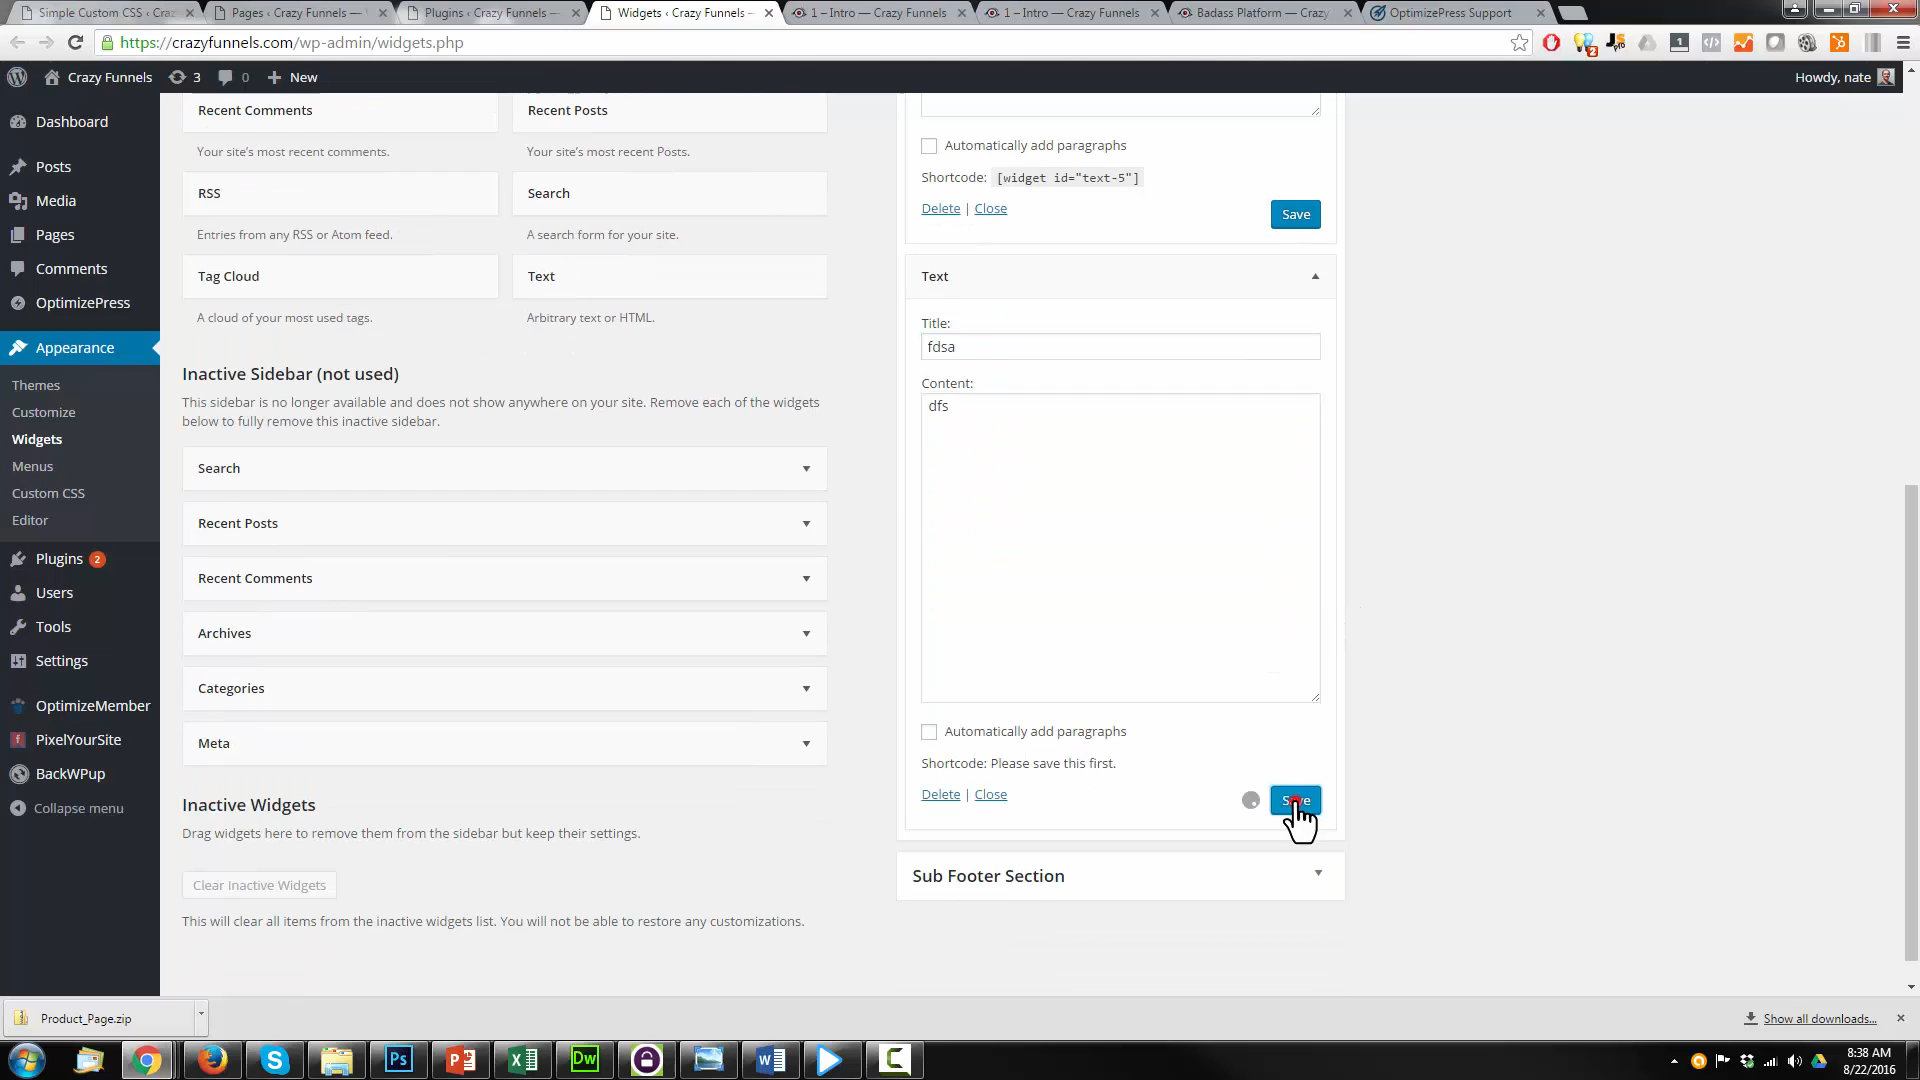 Simple Custom CSS ‹ Craz
Pages ‹ Crazy Funnels —
Plugins ‹ Crazy Funnels —
Widgets ‹ Crazy Funnels –
1 – Intro — Crazy Funnels
1 – Intro — Crazy Funnels
Badass Platform — Crazy
OptimizePress Support
https://crazyfunnels.com/wp-admin/widgets.php
Crazy Funnels
3
0
New
Howdy, nate
Dashboard
Posts
Media
Pages
Comments
OptimizePress
Appearance
Themes
Customize
Widgets
Menus
Custom CSS
Editor
Plugins 2
Users
Tools
Settings
OptimizeMember
PixelYourSite
BackWPup
Collapse menu
Recent Comments
Your site's most recent comments.
Recent Posts
Your site's most recent Posts.
RSS
Entries from any RSS or Atom feed.
Search
A search form for your site.
Tag Cloud
A cloud of your most used tags.
Text
Arbitrary text or HTML.
Inactive Sidebar (not used)
This sidebar is no longer available and does not show anywhere on your site. Remove each of the widgets
below to fully remove this inactive sidebar.
Search
Recent Posts
Recent Comments
Archives
Categories
Meta
Inactive Widgets
Drag widgets here to remove them from the sidebar but keep their settings.
Clear Inactive Widgets
This will clear all items from the inactive widgets list. You will not be able to restore any customizations.
Automatically add paragraphs
Shortcode: [widget id="text-5"]
Delete | Close
Save
Text
Title:
fdsa
Content:
dfs
Automatically add paragraphs
Shortcode: Please save this first.
Delete | Close
Save
Sub Footer Section
Product_Page.zip
Show all downloads...
8:38 AM
8/22/2016